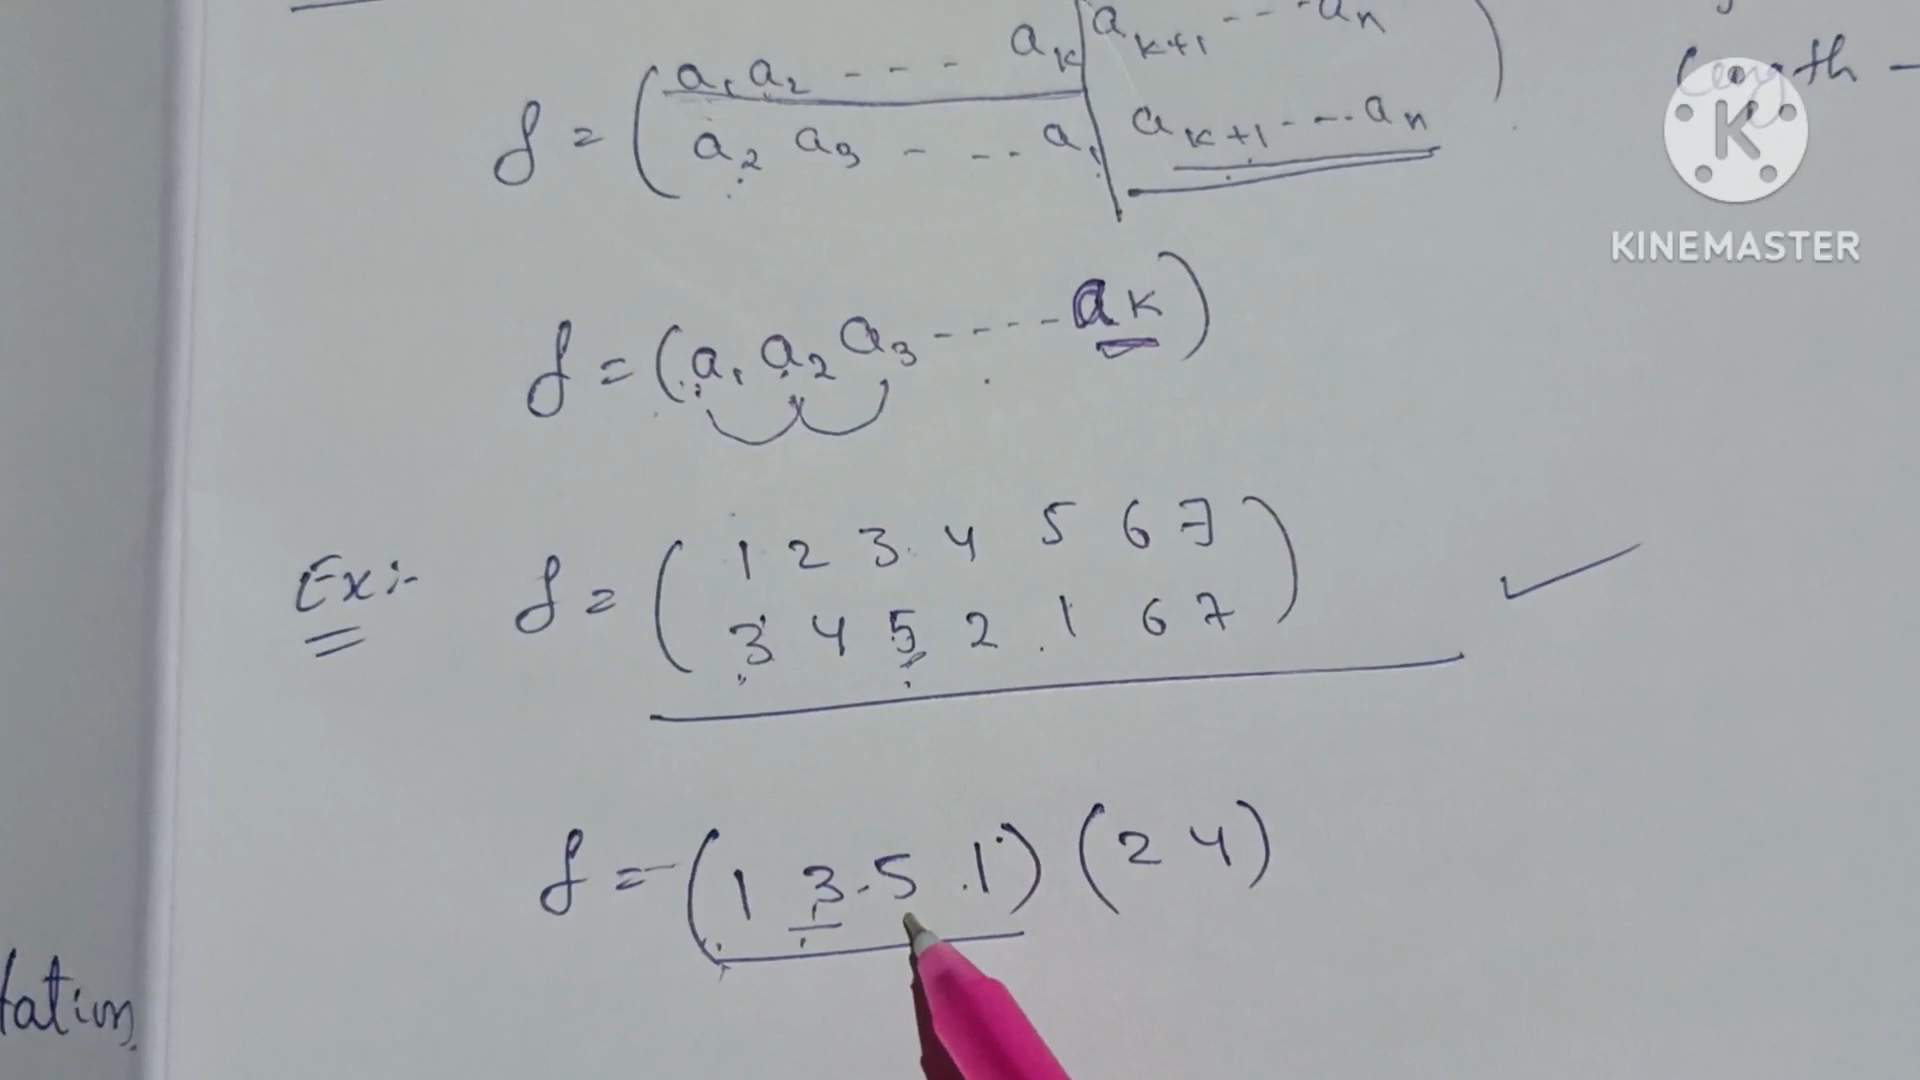 a₁ a₂ - - - aₖ aₖ₊₁ - - - aₙ
f = ( a₂ a₃ - - - a₁ aₖ₊₁ - - - aₙ )
length -
K
KINEMASTER
f = (a₁ a₂ a₃ - - - - aₖ)
1 2 3 4 5 6 7
Ex:- f = ( 3 4 5 2 1 6 7 )
f = (1 3 5 1) (2 4)